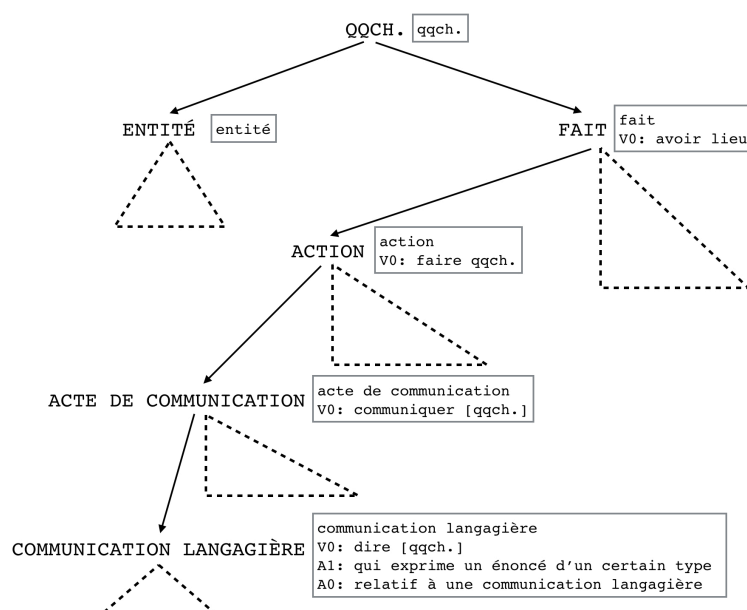 QQCH. qqch.
ENTITÉ entité
FAIT
fait
V0: avoir lieu
ACTION
action
V0: faire qqch.
ACTE DE COMMUNICATION
acte de communication
V0: communiquer [qqch.]
COMMUNICATION LANGAGIÈRE
communication langagière
V0: dire [qqch.]
A1: qui exprime un énoncé d'un certain type
A0: relatif à une communication langagière